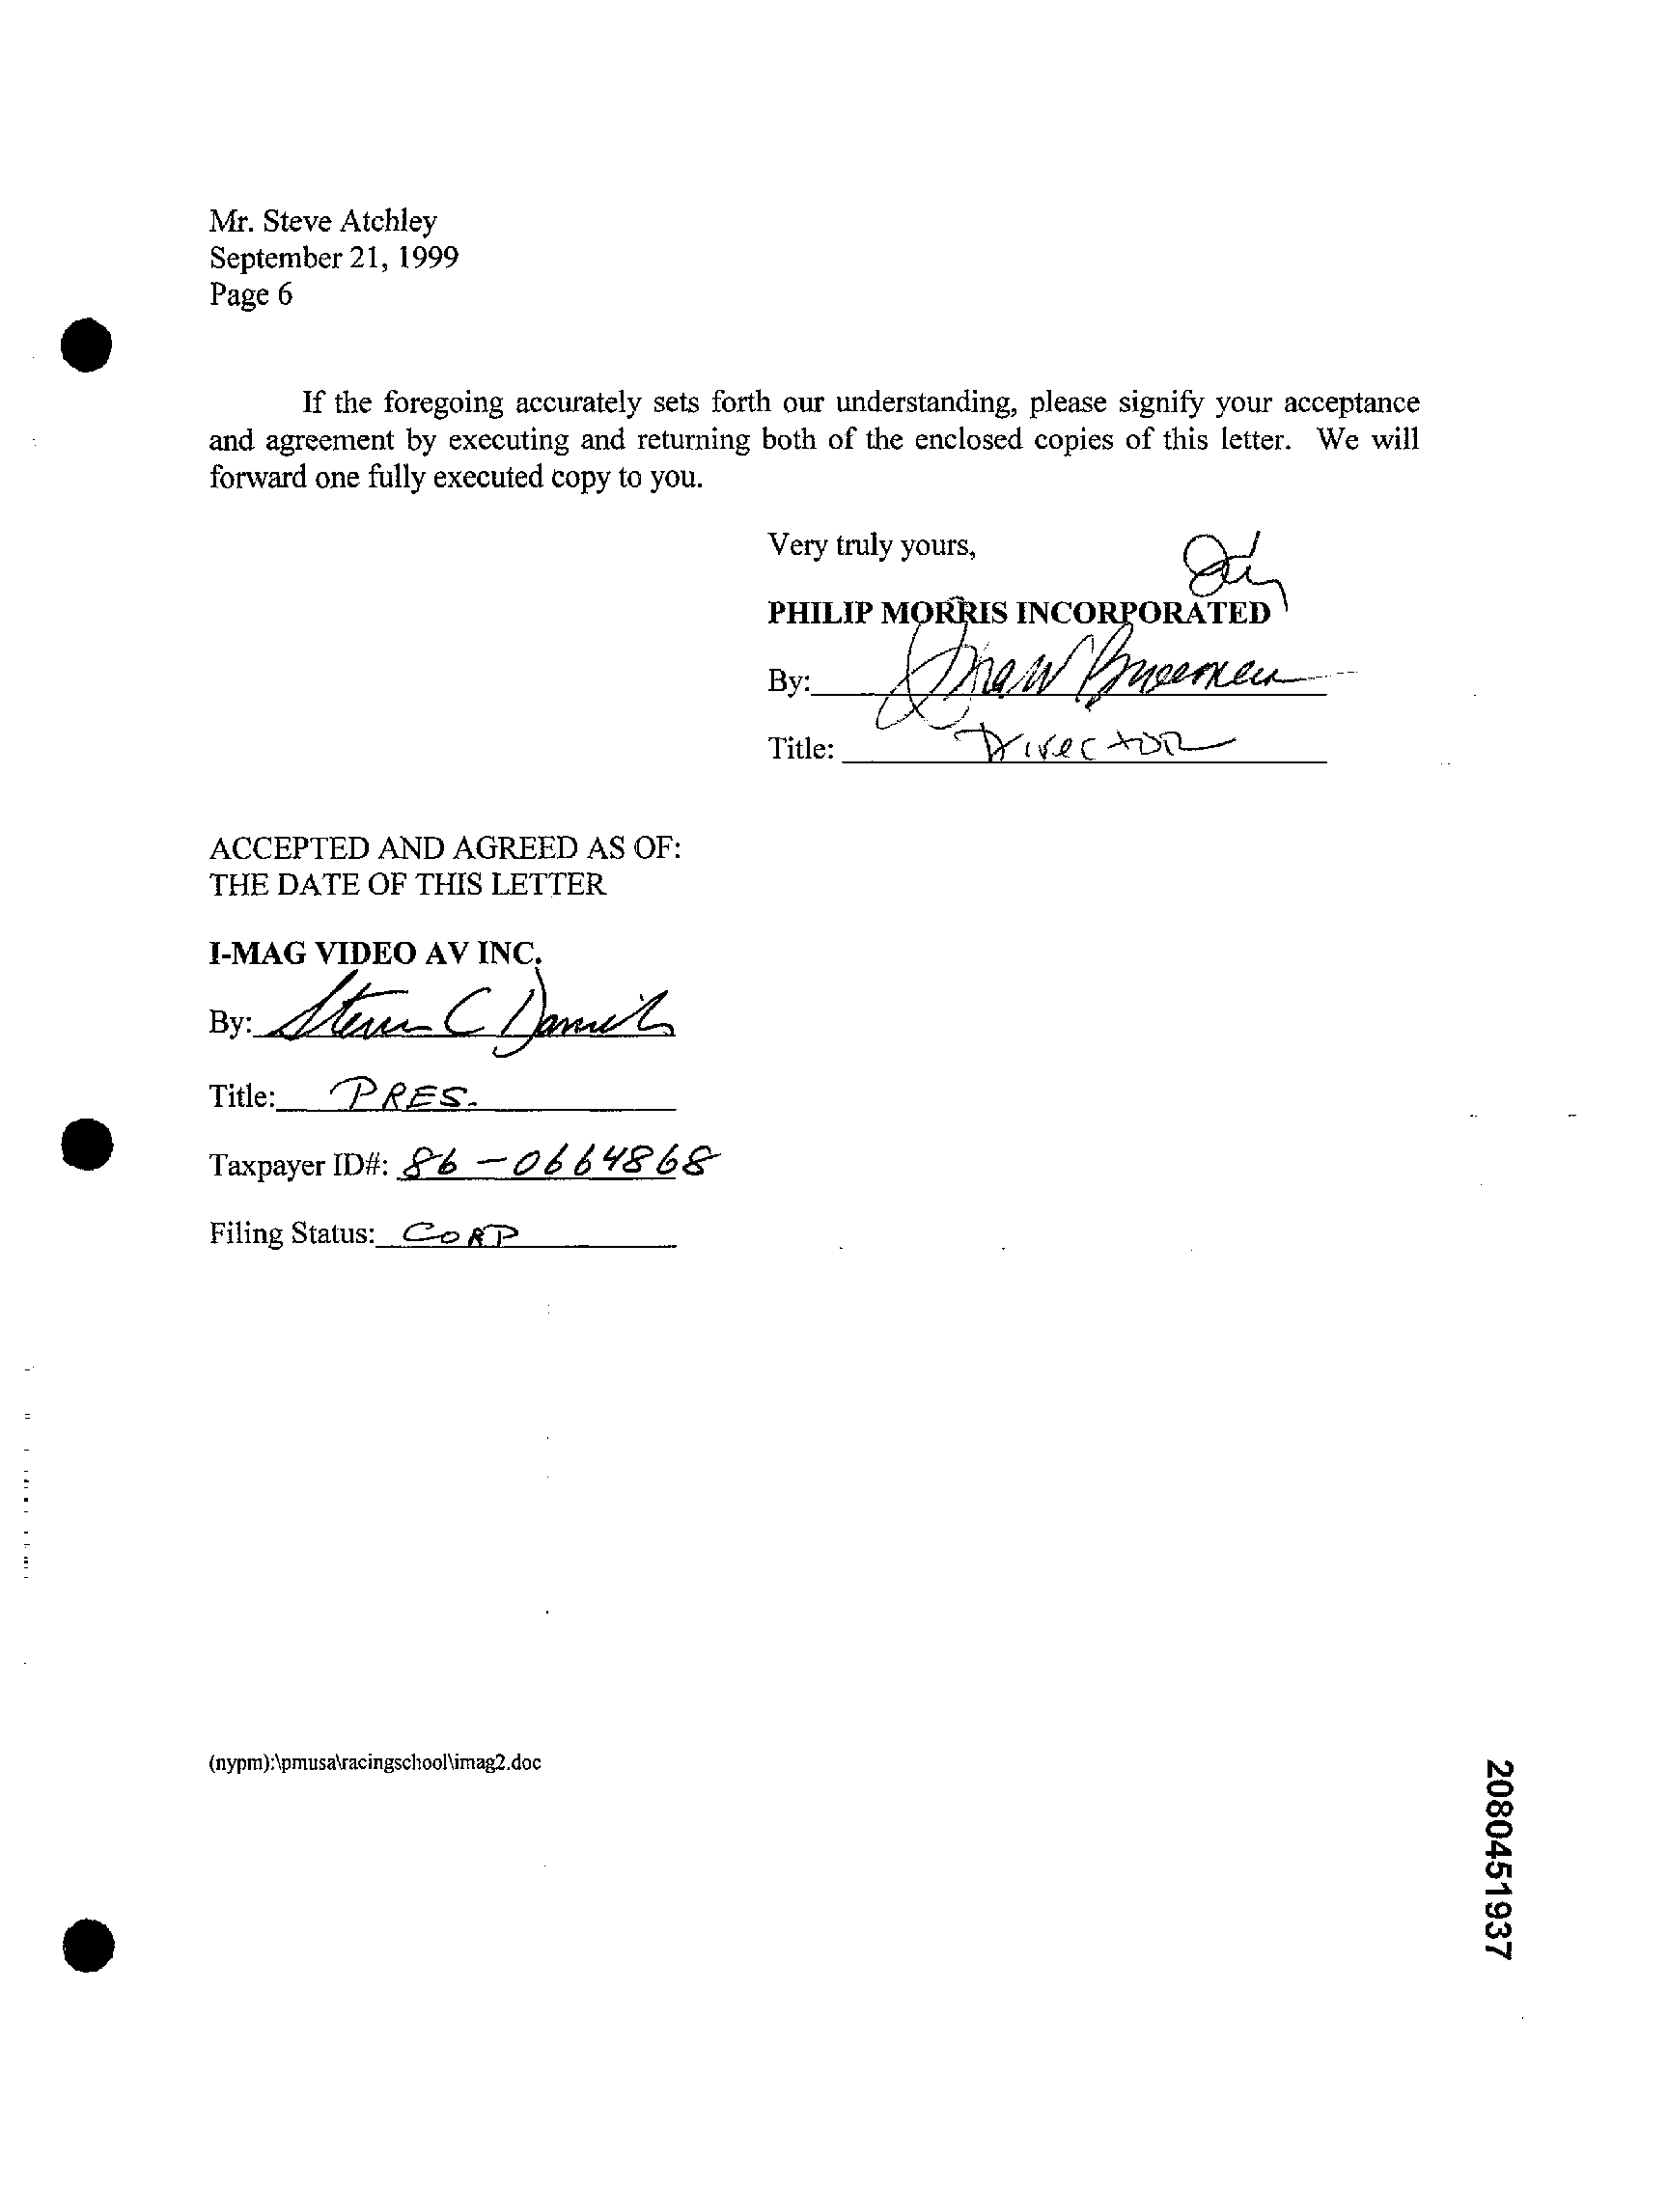 Mr. Steve Atchley
September 21, 1999
Page 6
If the foregoing accurately sets forth our understanding, please signify your acceptance
and agreement by executing and returning both of the enclosed copies of this letter. We will
forward one fully executed copy to you.
Very truly yours,
PHILIP MORRIS INCORPORATED
By:
Title: Director
ACCEPTED AND AGREED AS OF:
THE DATE OF THIS LETTER
I-MAG VIDEO AV INC.
By: Steven C Daniels
Title: PRES.
Taxpayer ID#: 86-0664868
Filing Status: CORP
(nypm):\pmusa\racingschool\imag2.doc
2080451937